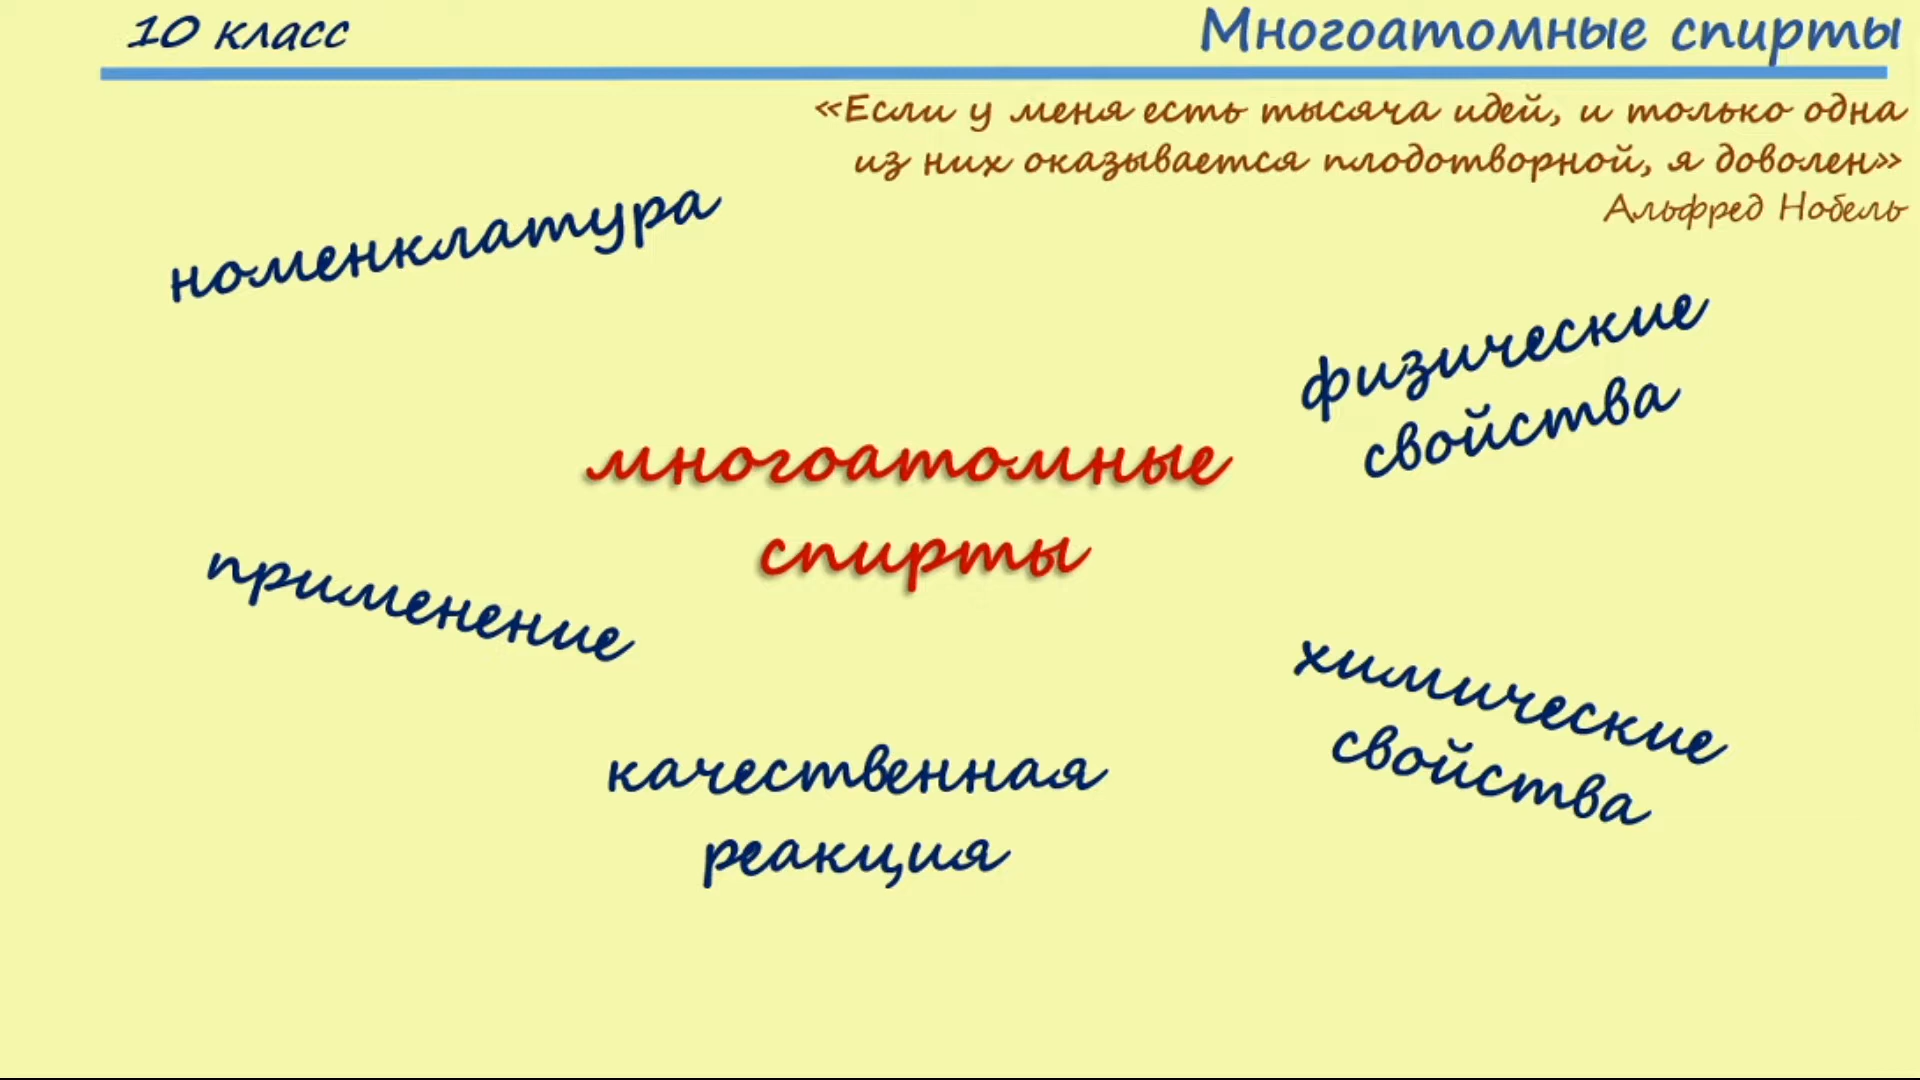 10 класс
Многоатомные спирты
«Если у меня есть тысяча идей, и только одна
из них оказывается плодотворной, я доволен»
Альфред Нобель
номенклатура
физические
свойства
многоатомные
спирты
применение
химические
свойства
качественная
реакция